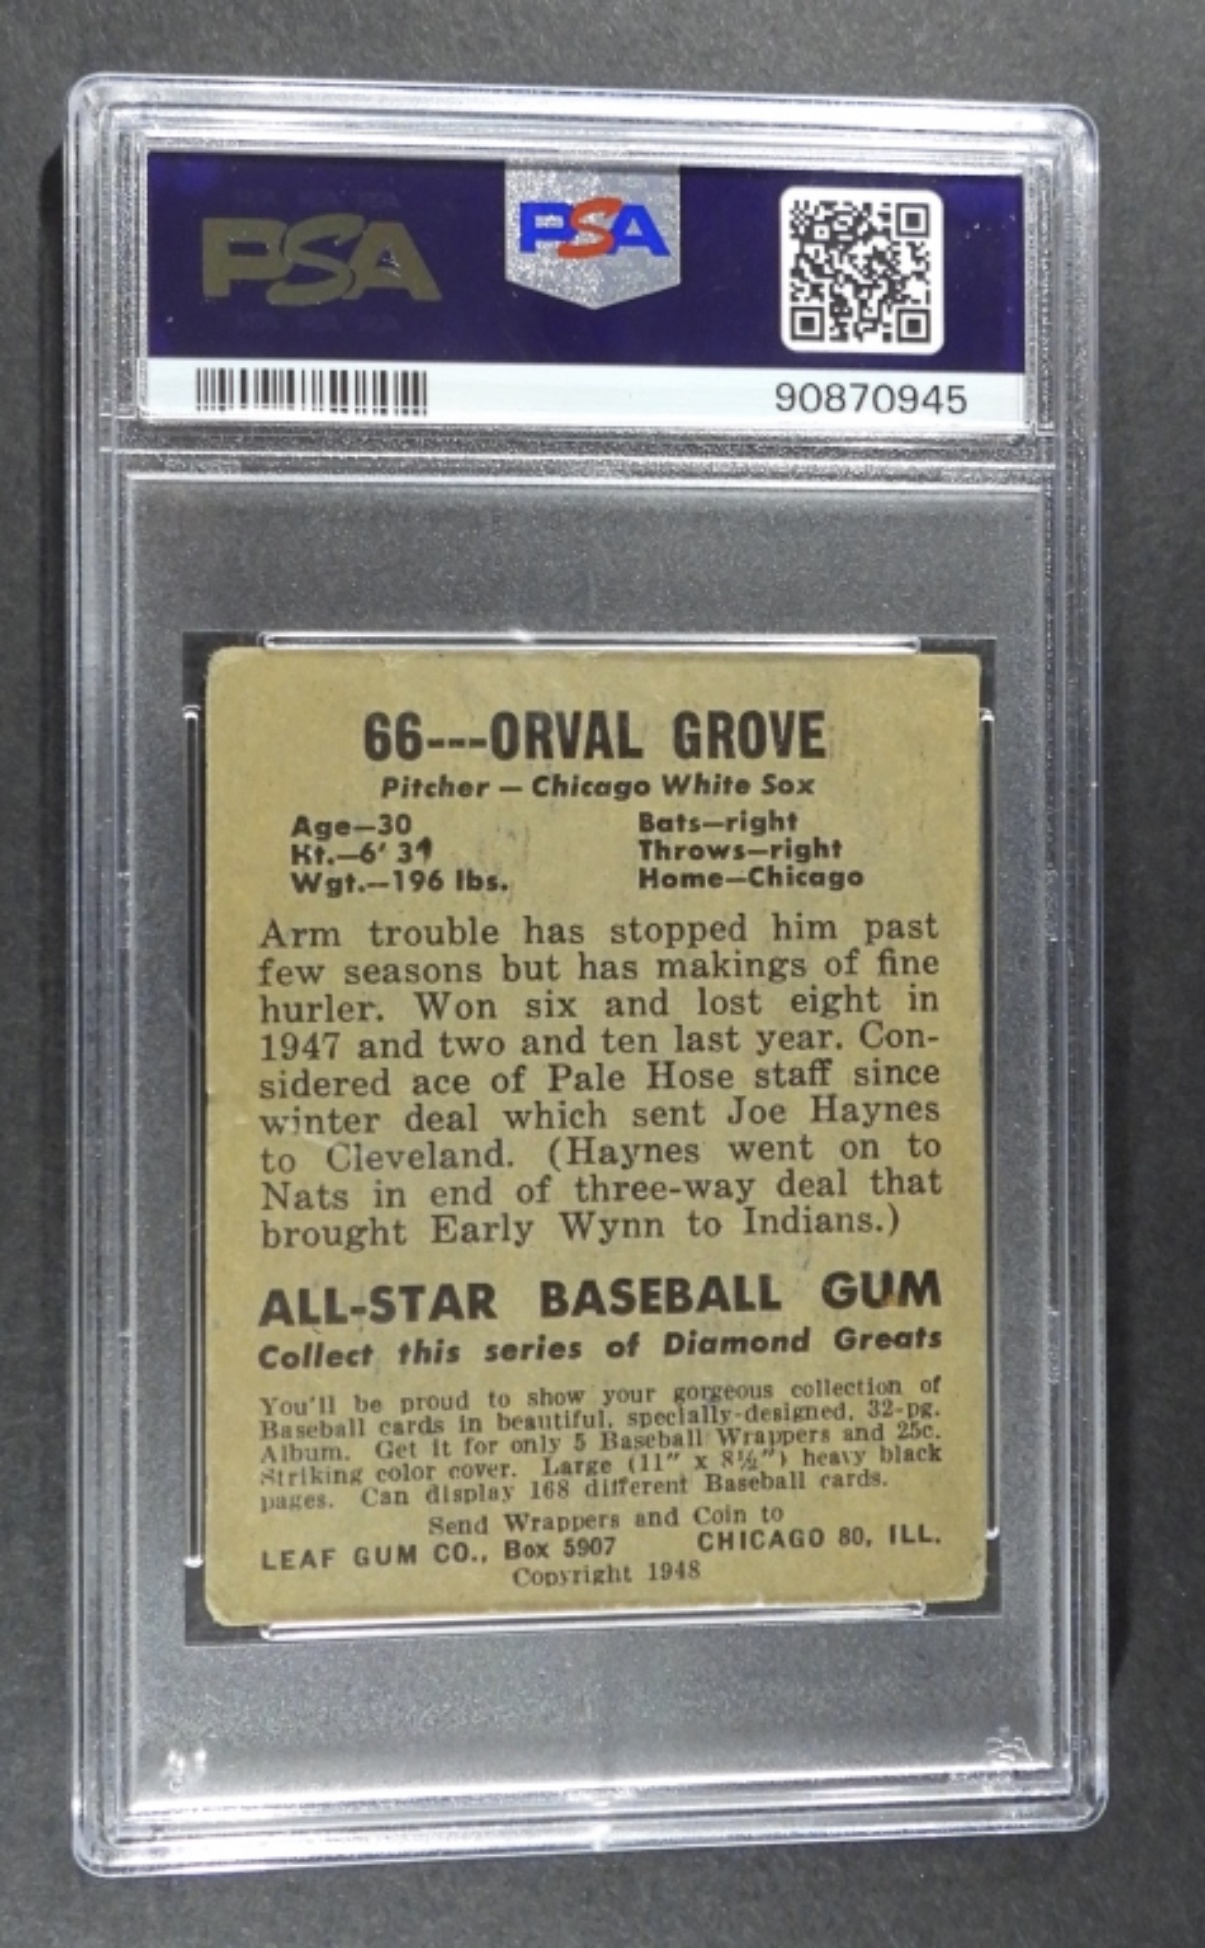 PSA
PSA
90870945
66---ORVAL GROVE
Pitcher — Chicago White Sox
Age—30
Bats—right
Ht.—6' 3"
Throws—right
Wgt.—196 lbs.
Home—Chicago
Arm trouble has stopped him past
few seasons but has makings of fine
hurler. Won six and lost eight in
1947 and two and ten last year. Con-
sidered ace of Pale Hose staff since
winter deal which sent Joe Haynes
to Cleveland. (Haynes went on to
Nats in end of three-way deal that
brought Early Wynn to Indians.)
ALL-STAR BASEBALL GUM
Collect this series of Diamond Greats
You'll be proud to show your gorgeous collection of
Baseball cards in beautiful, specially-designed, 32-pg.
Album. Get it for only 5 Baseball Wrappers and 25c.
Striking color cover. Large (11" x 8½") heavy black
pages. Can display 168 different Baseball cards.
Send Wrappers and Coin to
LEAF GUM CO., Box 5907 CHICAGO 80, ILL.
Copyright 1948